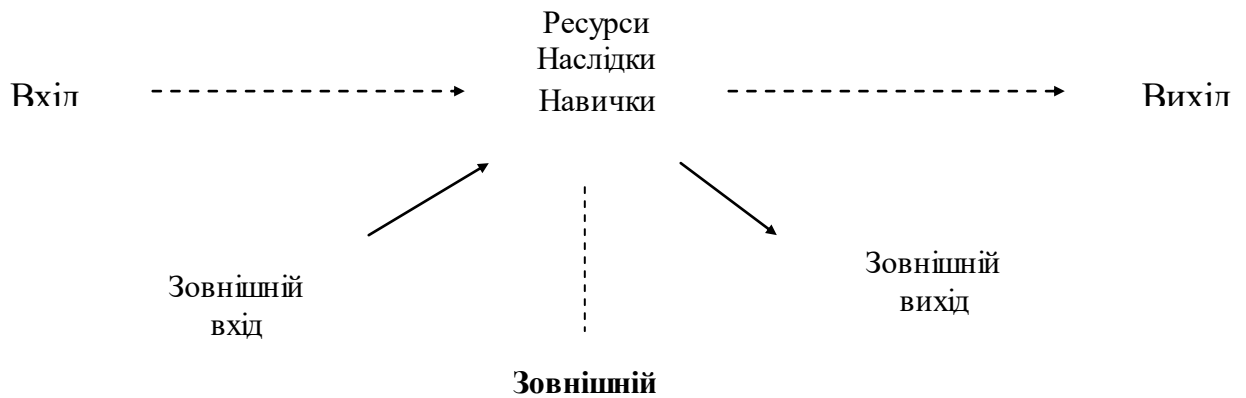 Ресурси
Наслідки
Навички
Вхід
Вихід
Зовнішній
вхід
Зовнішній
вихід
Зовнішній